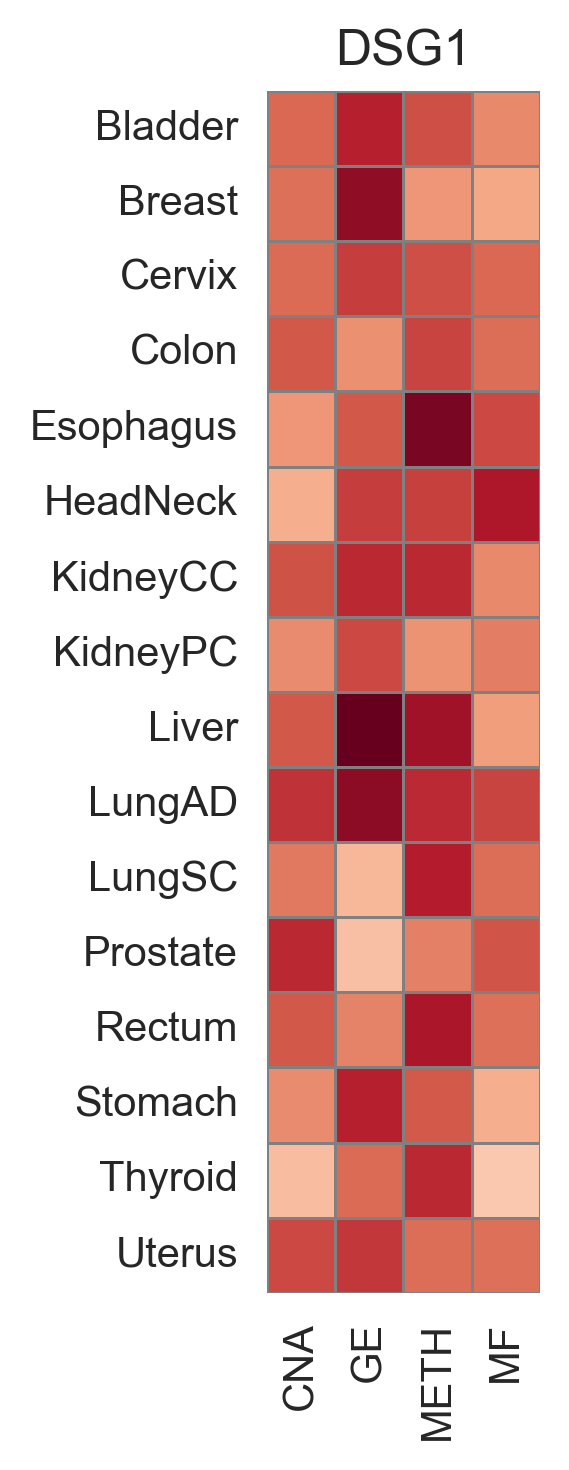 DSG1
Bladder
Breast
Cervix
Colon
Esophagus
HeadNeck
KidneyCC
KidneyPC
Liver
LungAD
LungSC
Prostate
Rectum
Stomach
Thyroid
Uterus
CNA
GE
METH
MF